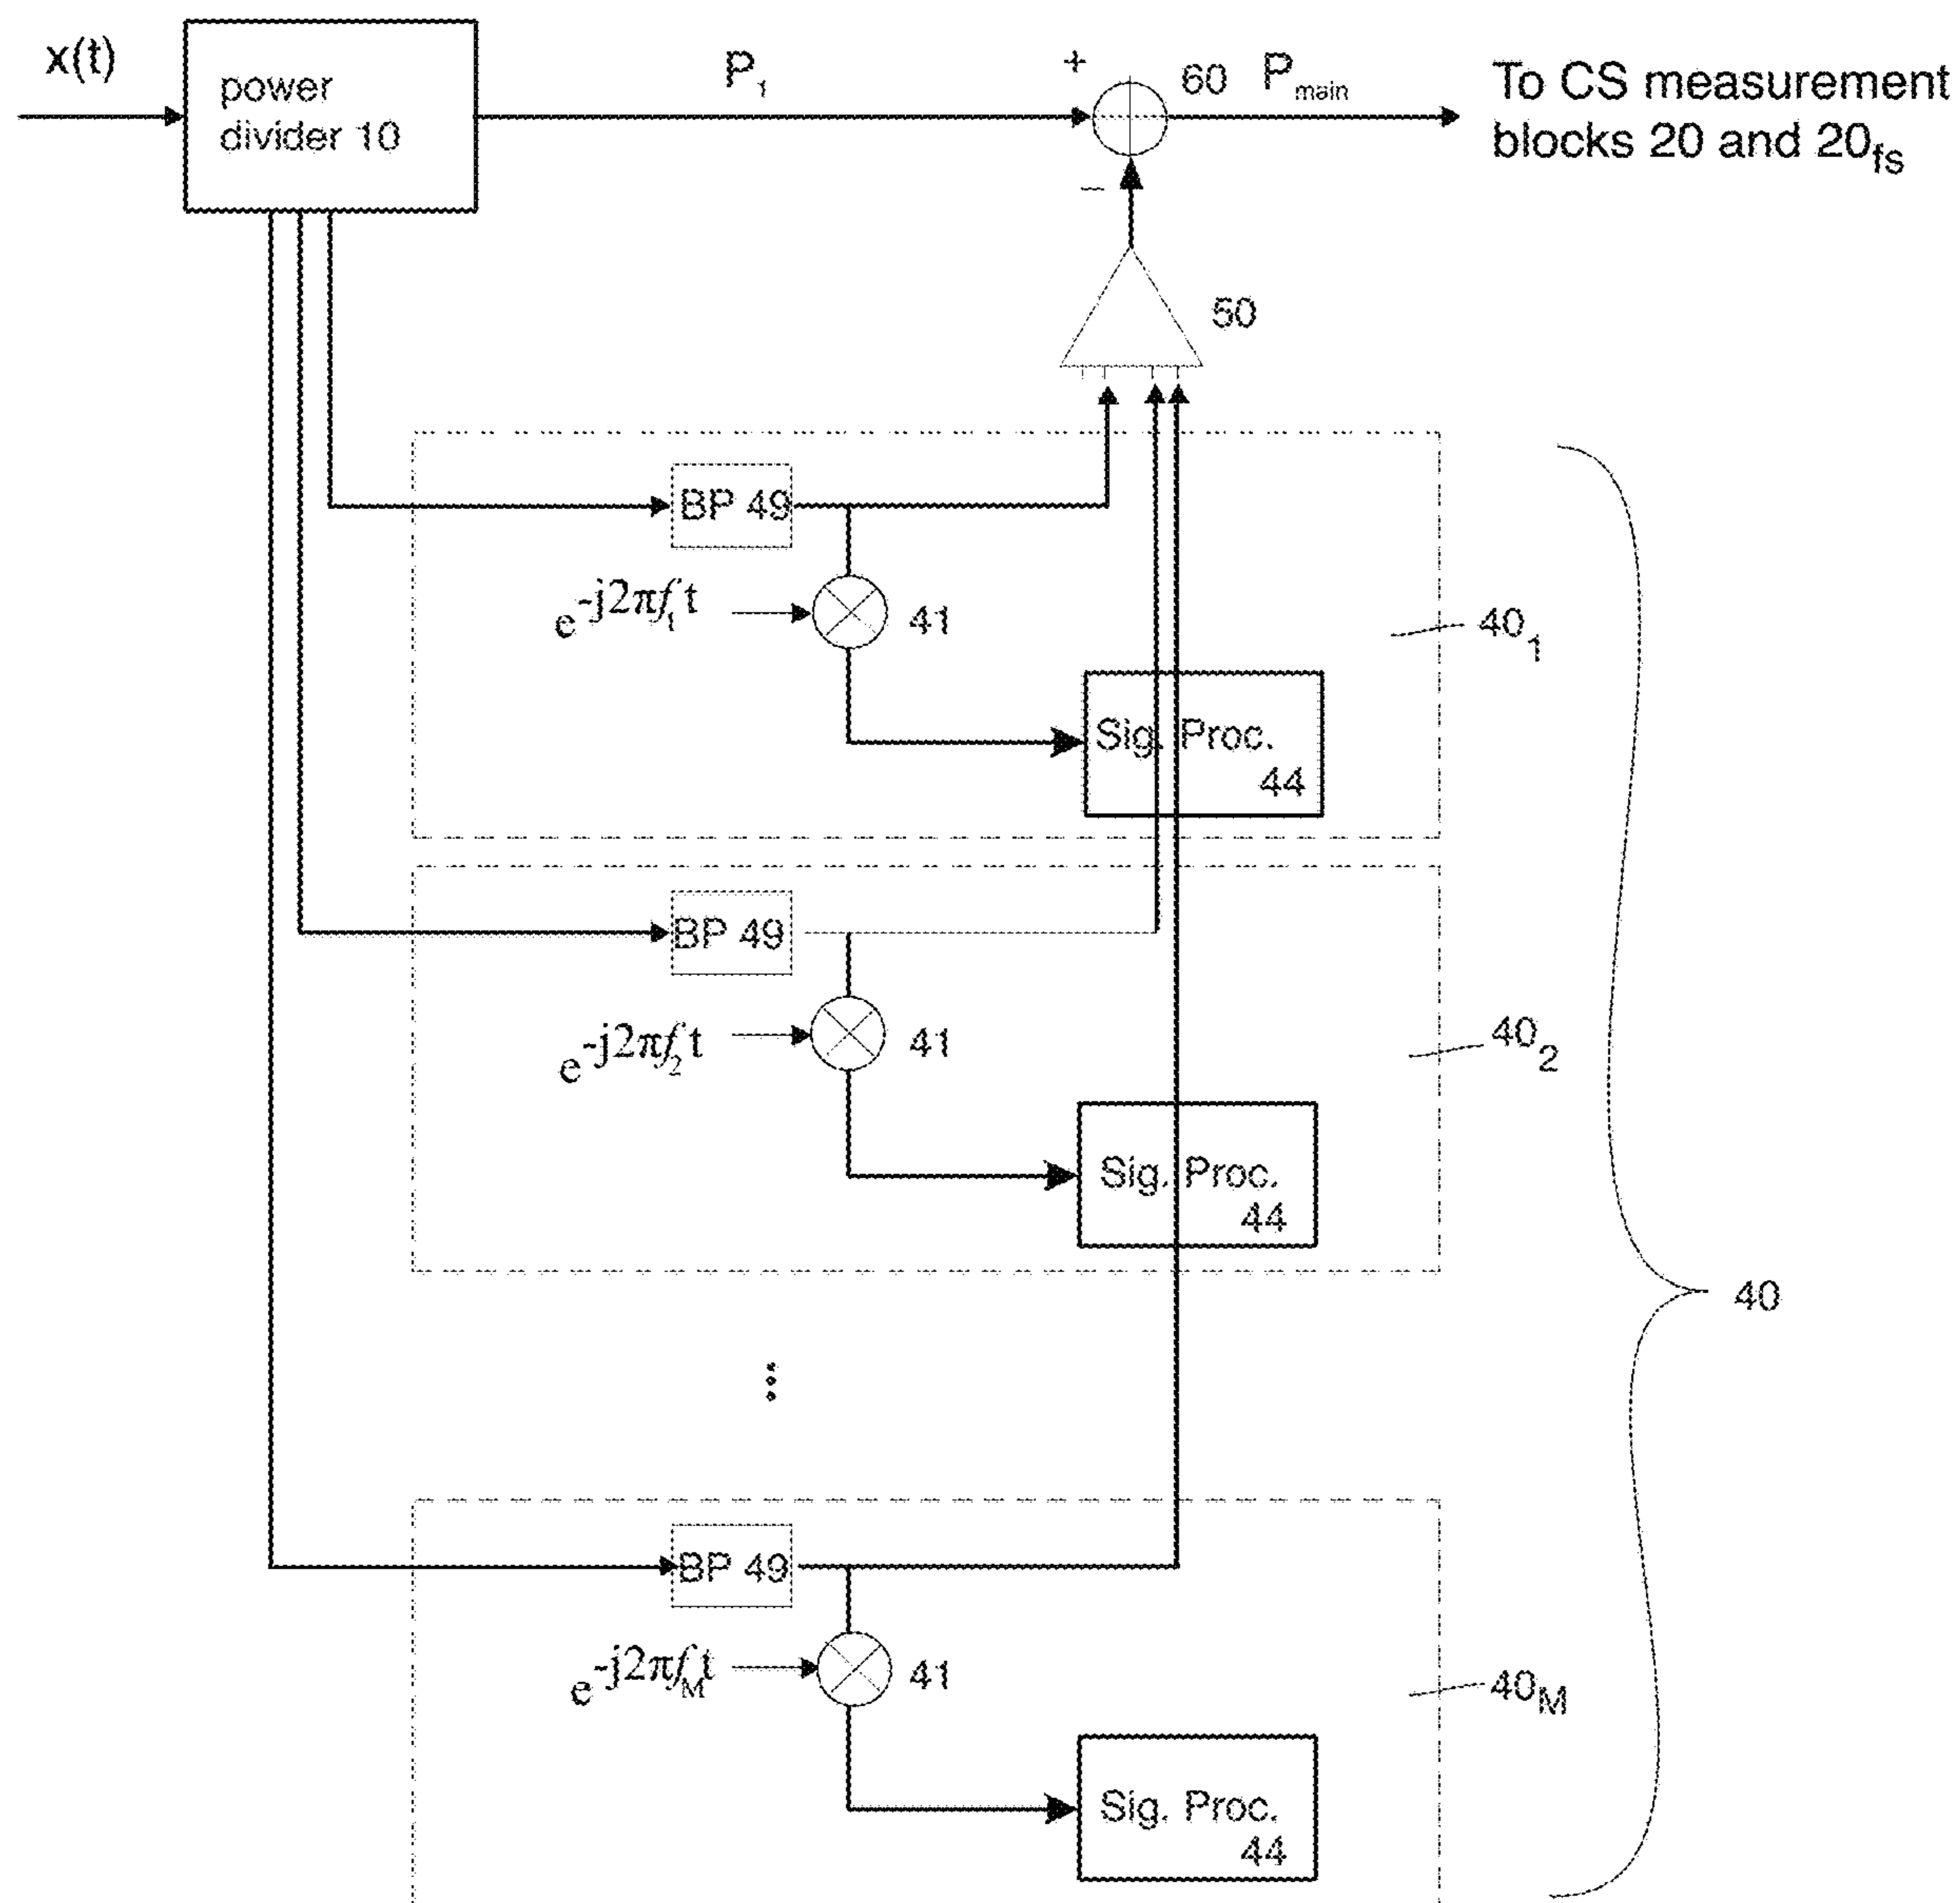 x(t)
power
divider 10
P₁
+
60
Pmain
To CS measurement
blocks 20 and 20fs
−
50
BP 49
e-j2πf₁t
41
40₁
Sig. Proc.
44
BP 49
e-j2πf₂t
41
40₂
Sig. Proc.
44
40
BP 49
e-j2πfMt
41
40M
Sig. Proc.
44